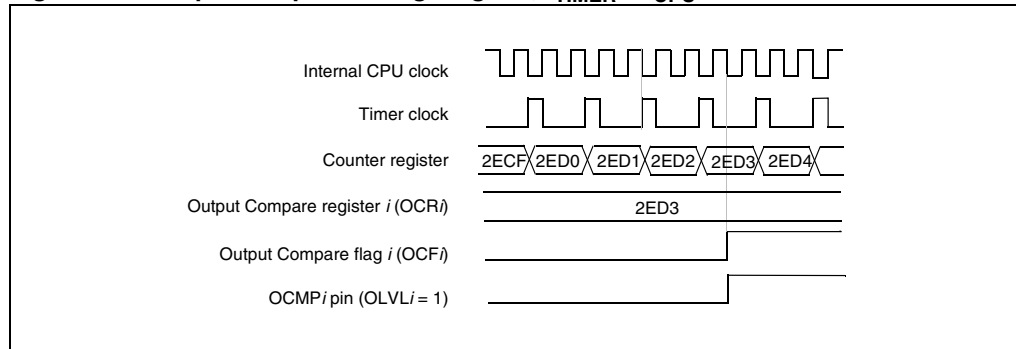 Internal CPU clock
Timer clock
Counter register
2ECF 2ED0 2ED1 2ED2 2ED3 2ED4
Output Compare register i (OCRi)
2ED3
Output Compare flag i (OCFi)
OCMPi pin (OLVLi = 1)